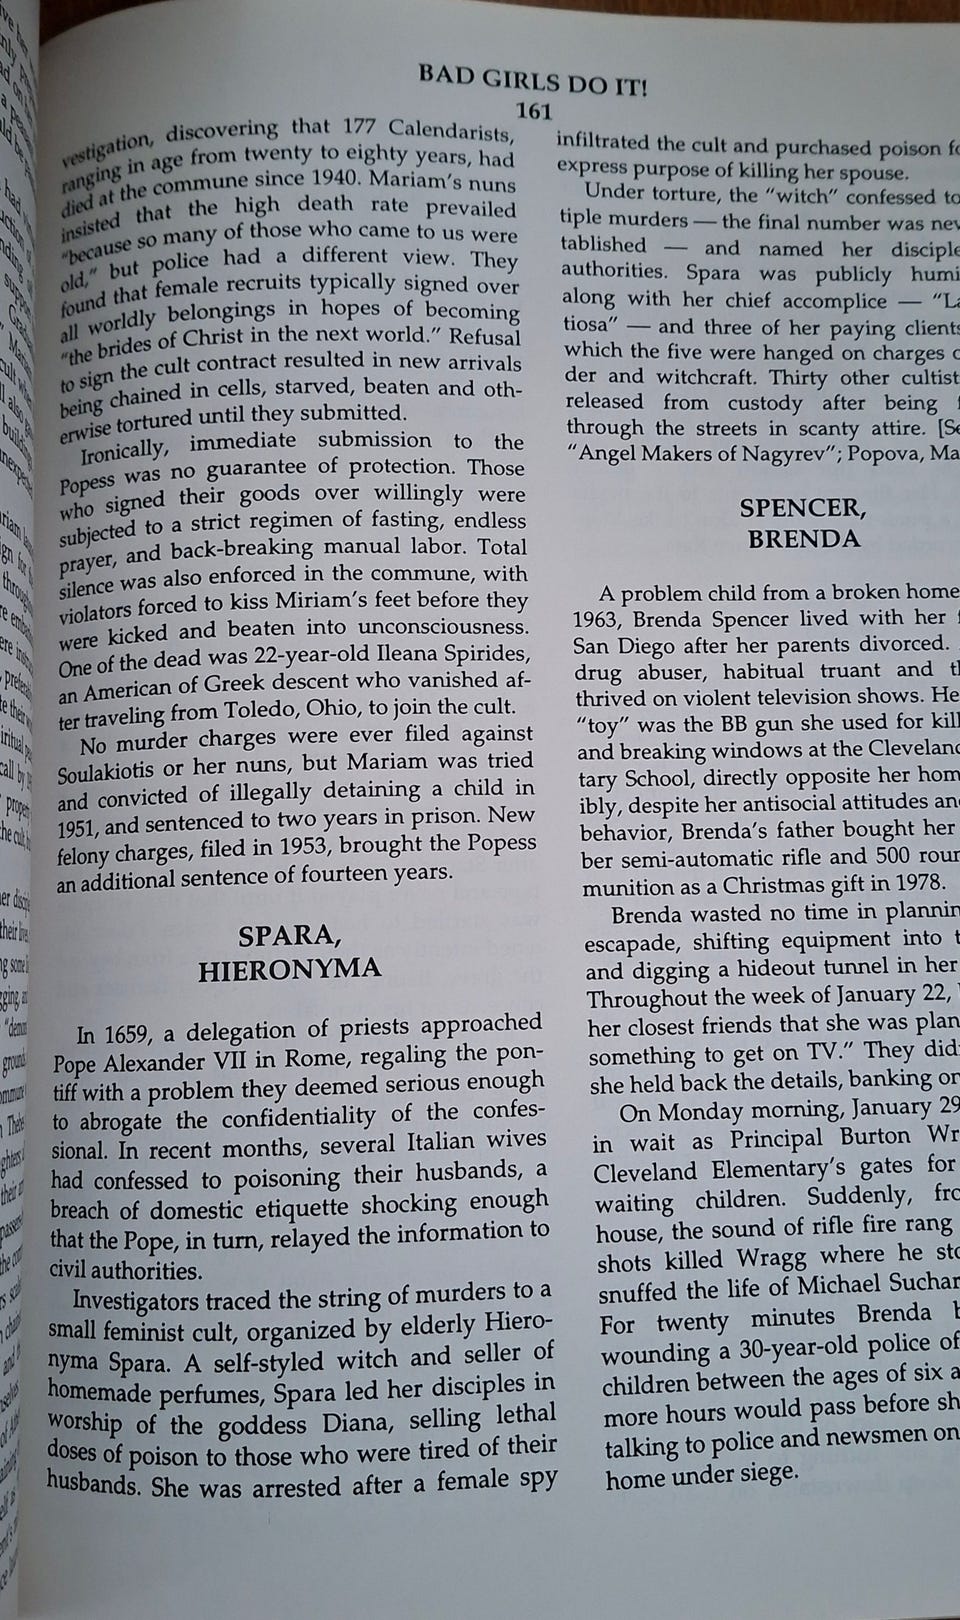 BAD GIRLS DO IT!
161
vestigation, discovering that 177 Calendarists,
ranging in age from twenty to eighty years, had
died at the commune since 1940. Mariam's nuns
insisted that the high death rate prevailed
"because so many of those who came to us were
old," but police had a different view. They
found that female recruits typically signed over
all worldly belongings in hopes of becoming
"the brides of Christ in the next world." Refusal
to sign the cult contract resulted in new arrivals
being chained in cells, starved, beaten and oth-
erwise tortured until they submitted.
Ironically, immediate submission to the
Popess was no guarantee of protection. Those
who signed their goods over willingly were
subjected to a strict regimen of fasting, endless
prayer, and back-breaking manual labor. Total
silence was also enforced in the commune, with
violators forced to kiss Miriam's feet before they
were kicked and beaten into unconsciousness.
One of the dead was 22-year-old Ileana Spirides,
an American of Greek descent who vanished af-
ter traveling from Toledo, Ohio, to join the cult.
No murder charges were ever filed against
Soulakiotis or her nuns, but Mariam was tried
and convicted of illegally detaining a child in
1951, and sentenced to two years in prison. New
felony charges, filed in 1953, brought the Popess
an additional sentence of fourteen years.
SPARA,
HIERONYMA
In 1659, a delegation of priests approached
Pope Alexander VII in Rome, regaling the pon-
tiff with a problem they deemed serious enough
to abrogate the confidentiality of the confes-
sional. In recent months, several Italian wives
had confessed to poisoning their husbands, a
breach of domestic etiquette shocking enough
that the Pope, in turn, relayed the information to
civil authorities.
Investigators traced the string of murders to a
small feminist cult, organized by elderly Hiero-
nyma Spara. A self-styled witch and seller of
homemade perfumes, Spara led her disciples in
worship of the goddess Diana, selling lethal
doses of poison to those who were tired of their
husbands. She was arrested after a female spy
infiltrated the cult and purchased poison
express purpose of killing her spouse.
Under torture, the "witch" confessed to
tiple murders — the final number was
tablished — and named her
authorities. Spara was publicly
along with her chief accomplice —
tiosa" — and three of her paying clients
which the five were hanged on charges
der and witchcraft. Thirty other
released from custody after being
through the streets in scanty attire.
"Angel Makers of Nagyrev"; Popova,
SPENCER,
BRENDA
A problem child from a broken home
1963, Brenda Spencer lived with her
San Diego after her parents divorced.
drug abuser, habitual truant and
thrived on violent television shows.
"toy" was the BB gun she used for
and breaking windows at the
tary School, directly opposite her
ibly, despite her antisocial attitudes
behavior, Brenda's father bought her
ber semi-automatic rifle and 500
munition as a Christmas gift in 1978.
Brenda wasted no time in
escapade, shifting equipment into
and digging a hideout tunnel in her
Throughout the week of January 22,
her closest friends that she was
something to get on TV." They
she held back the details, banking
On Monday morning, January 29
in wait as Principal Burton
Cleveland Elementary's gates for
waiting children. Suddenly,
house, the sound of rifle fire rang
shots killed Wragg where he
snuffed the life of Michael
For twenty minutes Brenda
wounding a 30-year-old police
children between the ages of six
more hours would pass before
talking to police and newsmen
home under siege.